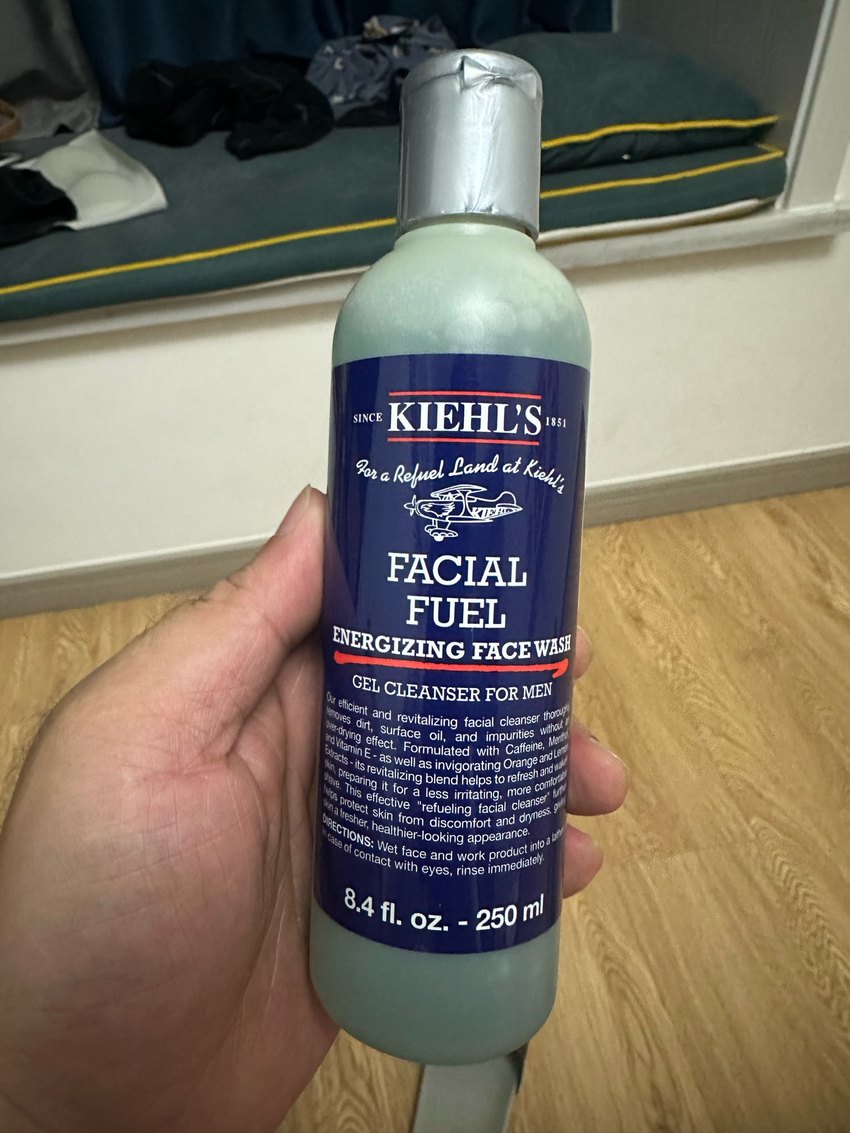 SINCE KIEHL'S 1851
For a Refuel Land at Kiehl's
KIEHL'S
FACIAL
FUEL
ENERGIZING FACE WASH
GEL CLEANSER FOR MEN
Our efficient and revitalizing facial cleanser
removes dirt, surface oil, and impurities without
over-drying effect. Formulated with Caffeine,
and Vitamin E - as well as invigorating Orange and
Extracts - its revitalizing blend helps to refresh and
skin, preparing it for a less irritating, more
shave. This effective "refueling facial cleanser"
helps protect skin from discomfort and dryness,
skin a fresher, healthier-looking appearance.
DIRECTIONS: Wet face and work product into a
In case of contact with eyes, rinse immediately.
8.4 fl. oz. - 250 ml